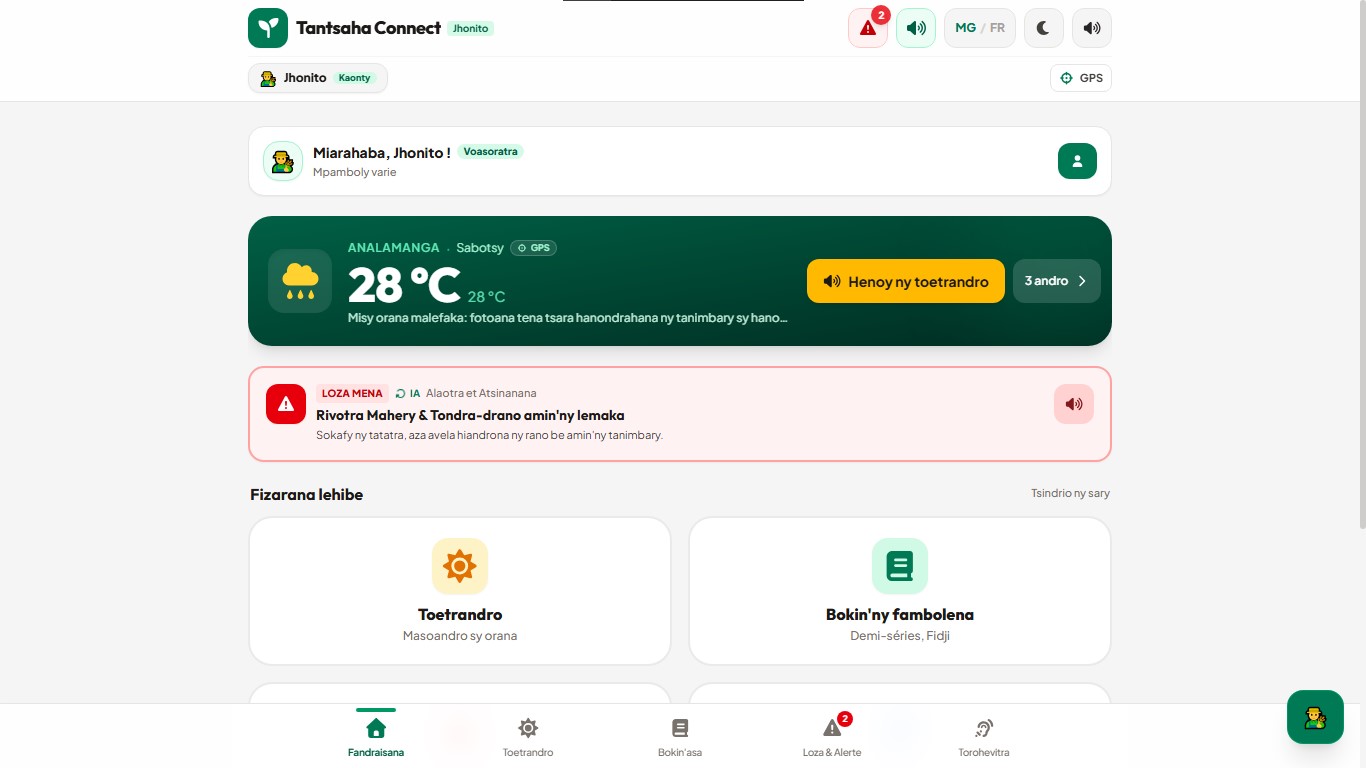 Tantsaha Connect Jhonito
2
MG / FR
Jhonito Kaonty
GPS
Miarahaba, Jhonito ! Voasoratra
Mpamboly varie
ANALAMANGA · Sabotsy GPS
28 °C 28 °C
Misy orana malefaka: fotoana tena tsara hanondrahana ny tanimbary sy hano...
Henoy ny toetrandro
3 andro
LOZA MENA IA Alaotra et Atsinanana
Rivotra Mahery & Tondra-drano amin'ny lemaka
Sokafy ny tatatra, aza avela hiandrona ny rano be amin'ny tanimbary.
Fizarana lehibe
Tsindrio ny sary
Toetrandro
Masoandro sy orana
Bokin'ny fambolena
Demi-séries, Fidji
Fandraisana
Toetrandro
Bokin'asa
2
Loza & Alerte
Torohevitra